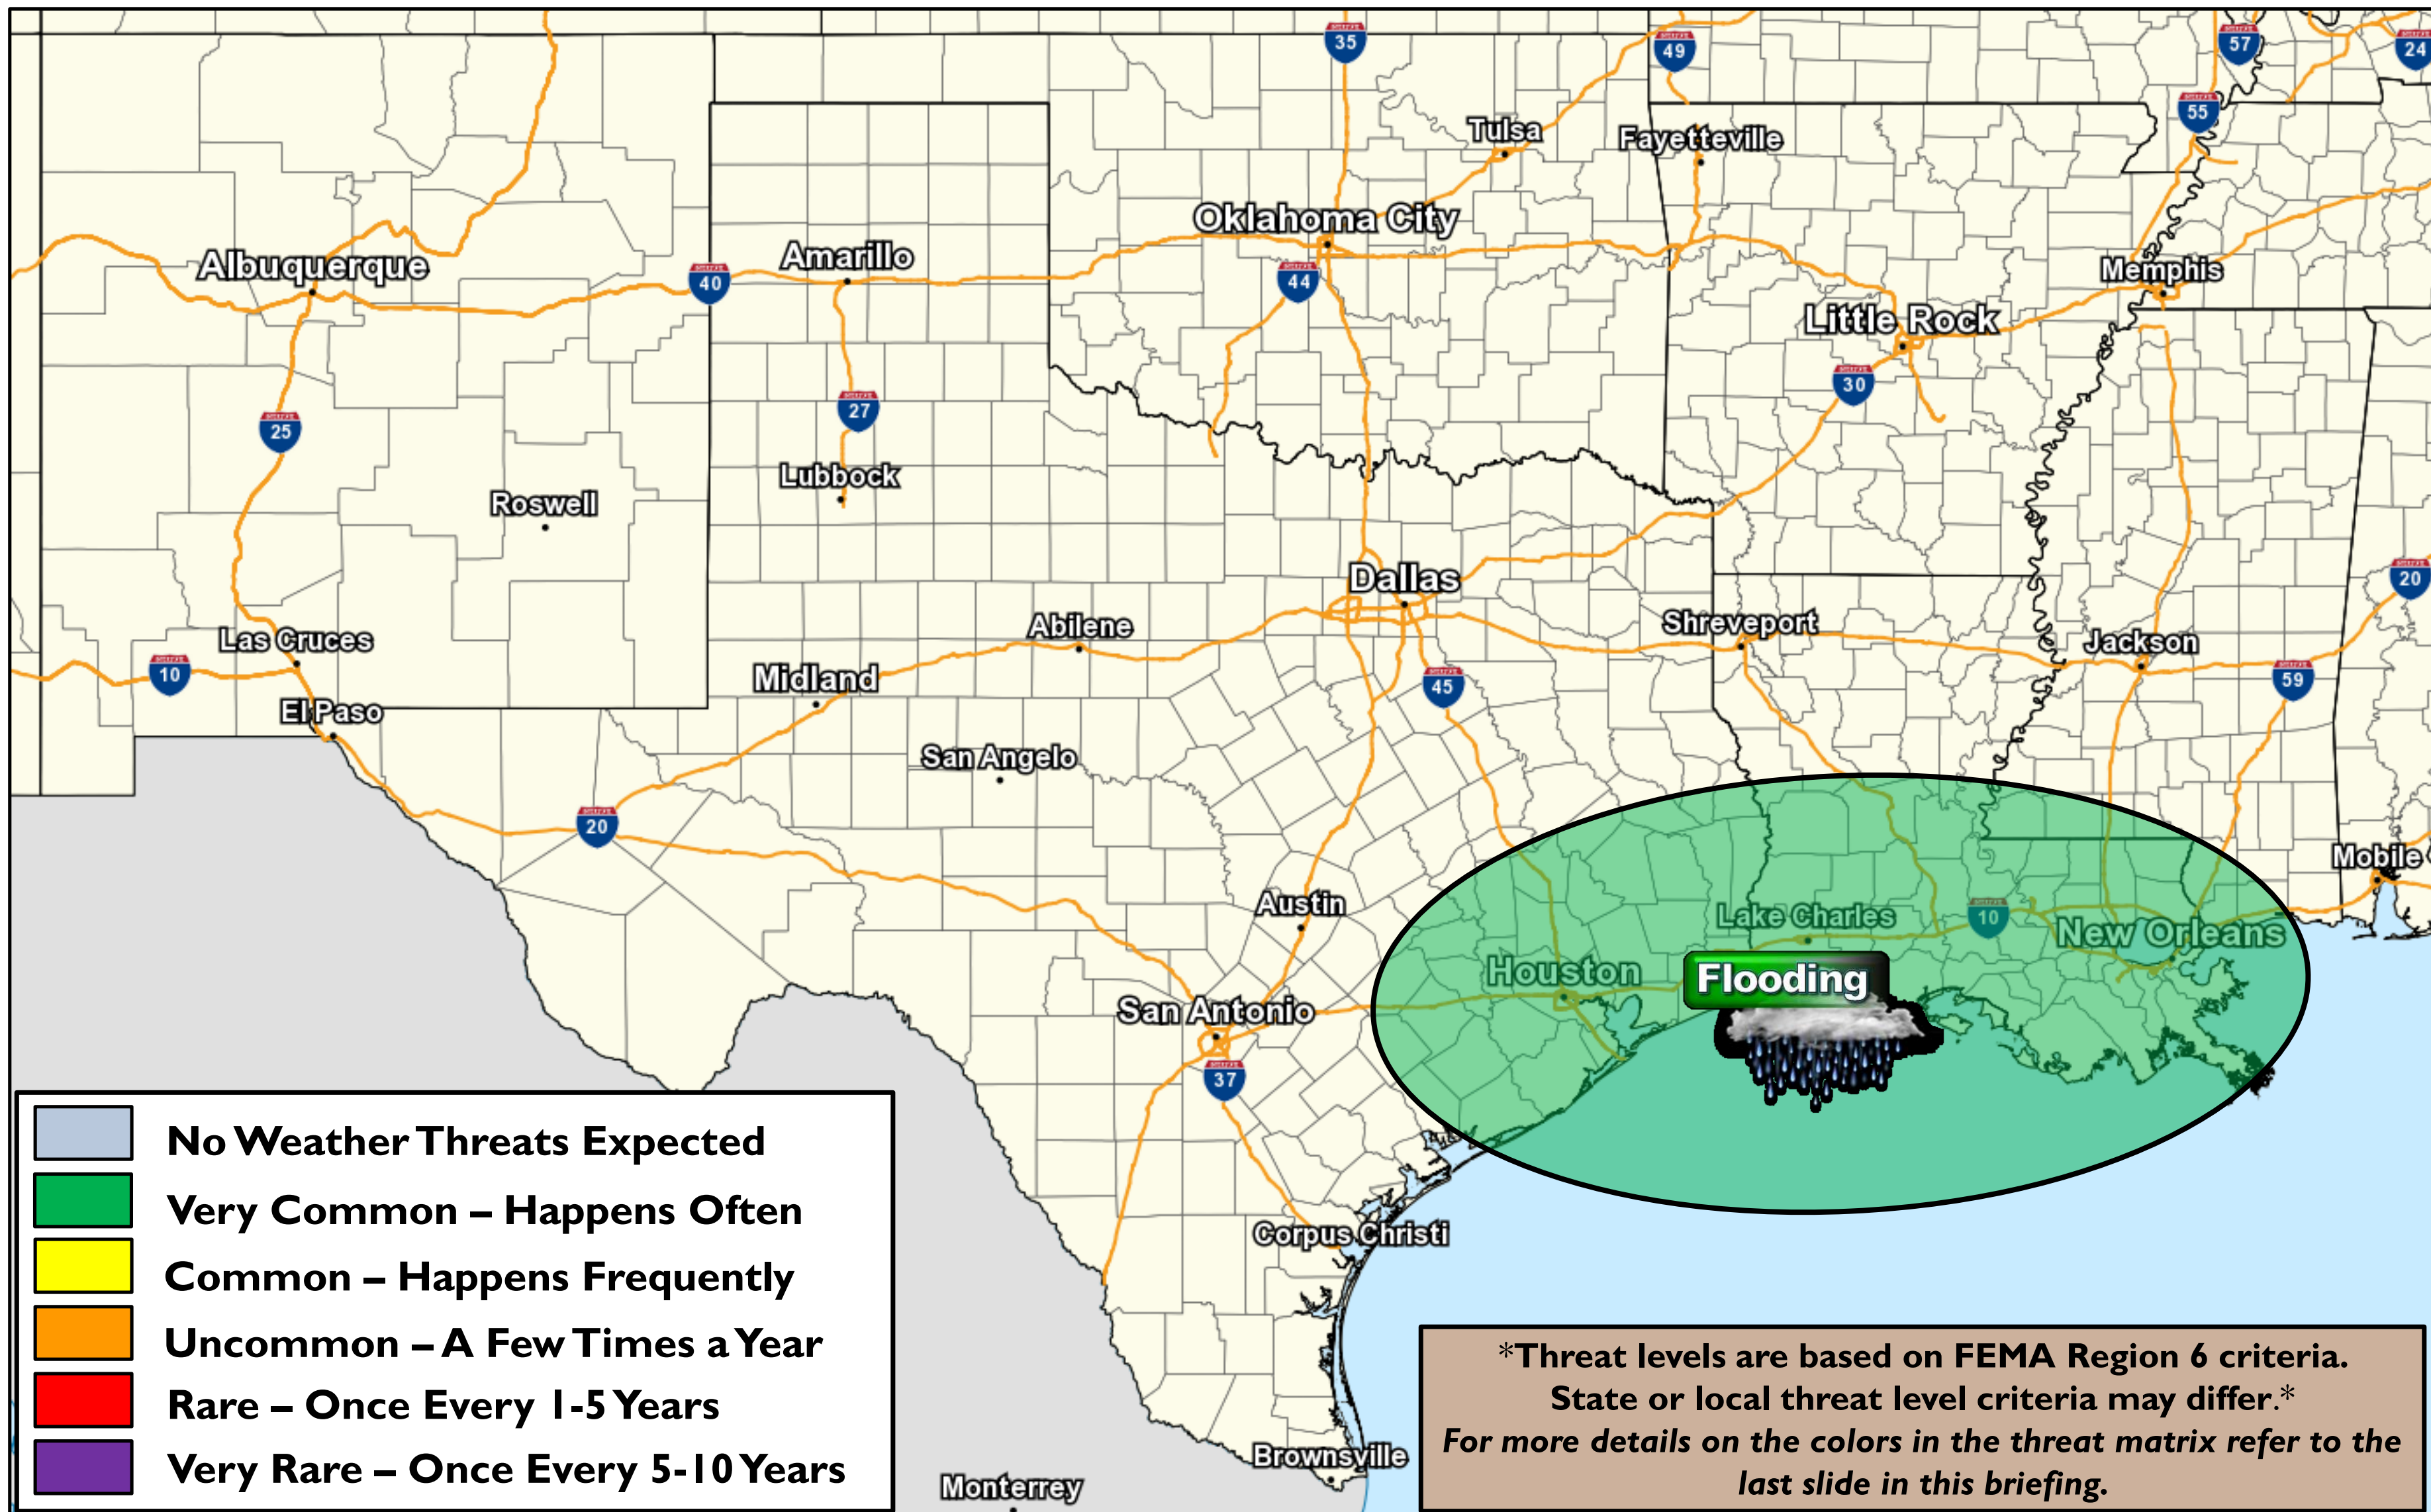 35
49
57
24
55
Tulsa
Fayetteville
Oklahoma City
Albuquerque
Amarillo
40
44
Memphis
Little Rock
30
25
27
Lubbock
Roswell
Dallas
20
Las Cruces
Abilene
Shreveport
Jackson
10
Midland
45
59
El Paso
San Angelo
20
Mobile
Austin
Lake Charles
10
New Orleans
Houston
Flooding
San Antonio
37
Corpus Christi
Brownsville
Monterrey
No Weather Threats Expected
Very Common – Happens Often
Common – Happens Frequently
Uncommon – A Few Times a Year
Rare – Once Every 1-5 Years
Very Rare – Once Every 5-10 Years
*Threat levels are based on FEMA Region 6 criteria.
State or local threat level criteria may differ.*
For more details on the colors in the threat matrix refer to the
last slide in this briefing.